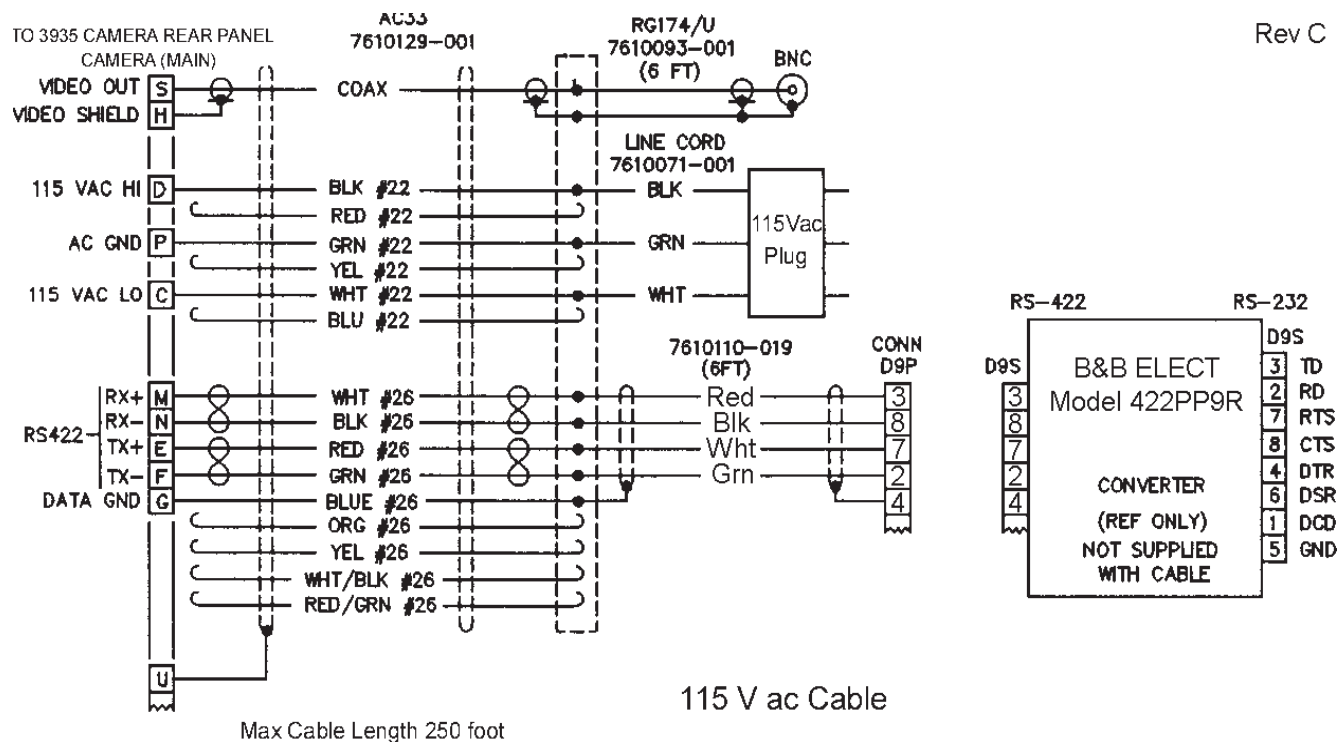 AC33
7610129-001
RG174/U
7610093-001
(6 FT)
BNC
Rev C
TO 3935 CAMERA REAR PANEL
CAMERA (MAIN)
VIDEO OUT S COAX
VIDEO SHIELD H
LINE CORD
7610071-001
115 VAC HI D BLK #22 BLK
RED #22
AC GND P GRN #22 GRN
YEL #22
115 VAC LO C WHT #22 WHT
BLU #22
115Vac
Plug
7610110-019
(6FT)
CONN
D9P
RS422
RX+ M WHT #26 Red 3
RX- N BLK #26 Blk 8
TX+ E RED #26 Wht 7
TX- F GRN #26 Grn 2
DATA GND G BLUE #26 4
ORG #26
YEL #26
WHT/BLK #26
RED/GRN #26
U
RS-422
RS-232
D9S
D9S
3
8
7
2
4
B&B ELECT
Model 422PP9R
CONVERTER
(REF ONLY)
NOT SUPPLIED
WITH CABLE
3 TD
2 RD
7 RTS
8 CTS
4 DTR
6 DSR
1 DCD
5 GND
115 V ac Cable
Max Cable Length 250 foot